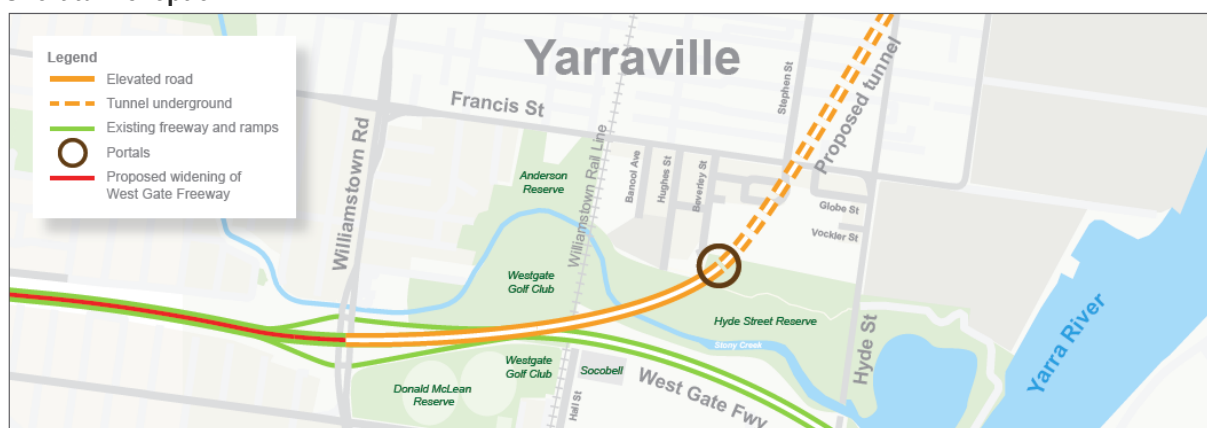 Yarraville
Legend
Elevated road
Tunnel underground
Existing freeway and ramps
Portals
Proposed widening of
West Gate Freeway
Francis St
Williamstown Rd
Williamstown Rail Line
Stephen St
Proposed tunnel
Anderson
Reserve
Banool Ave
Hughes St
Beverley St
Globe St
Vockler St
Westgate
Golf Club
Hyde Street Reserve
Stony Creek
Hyde St
Yarra River
Westgate
Golf Club
Socobell
Donald McLean
Reserve
Hall St
West Gate Fwy